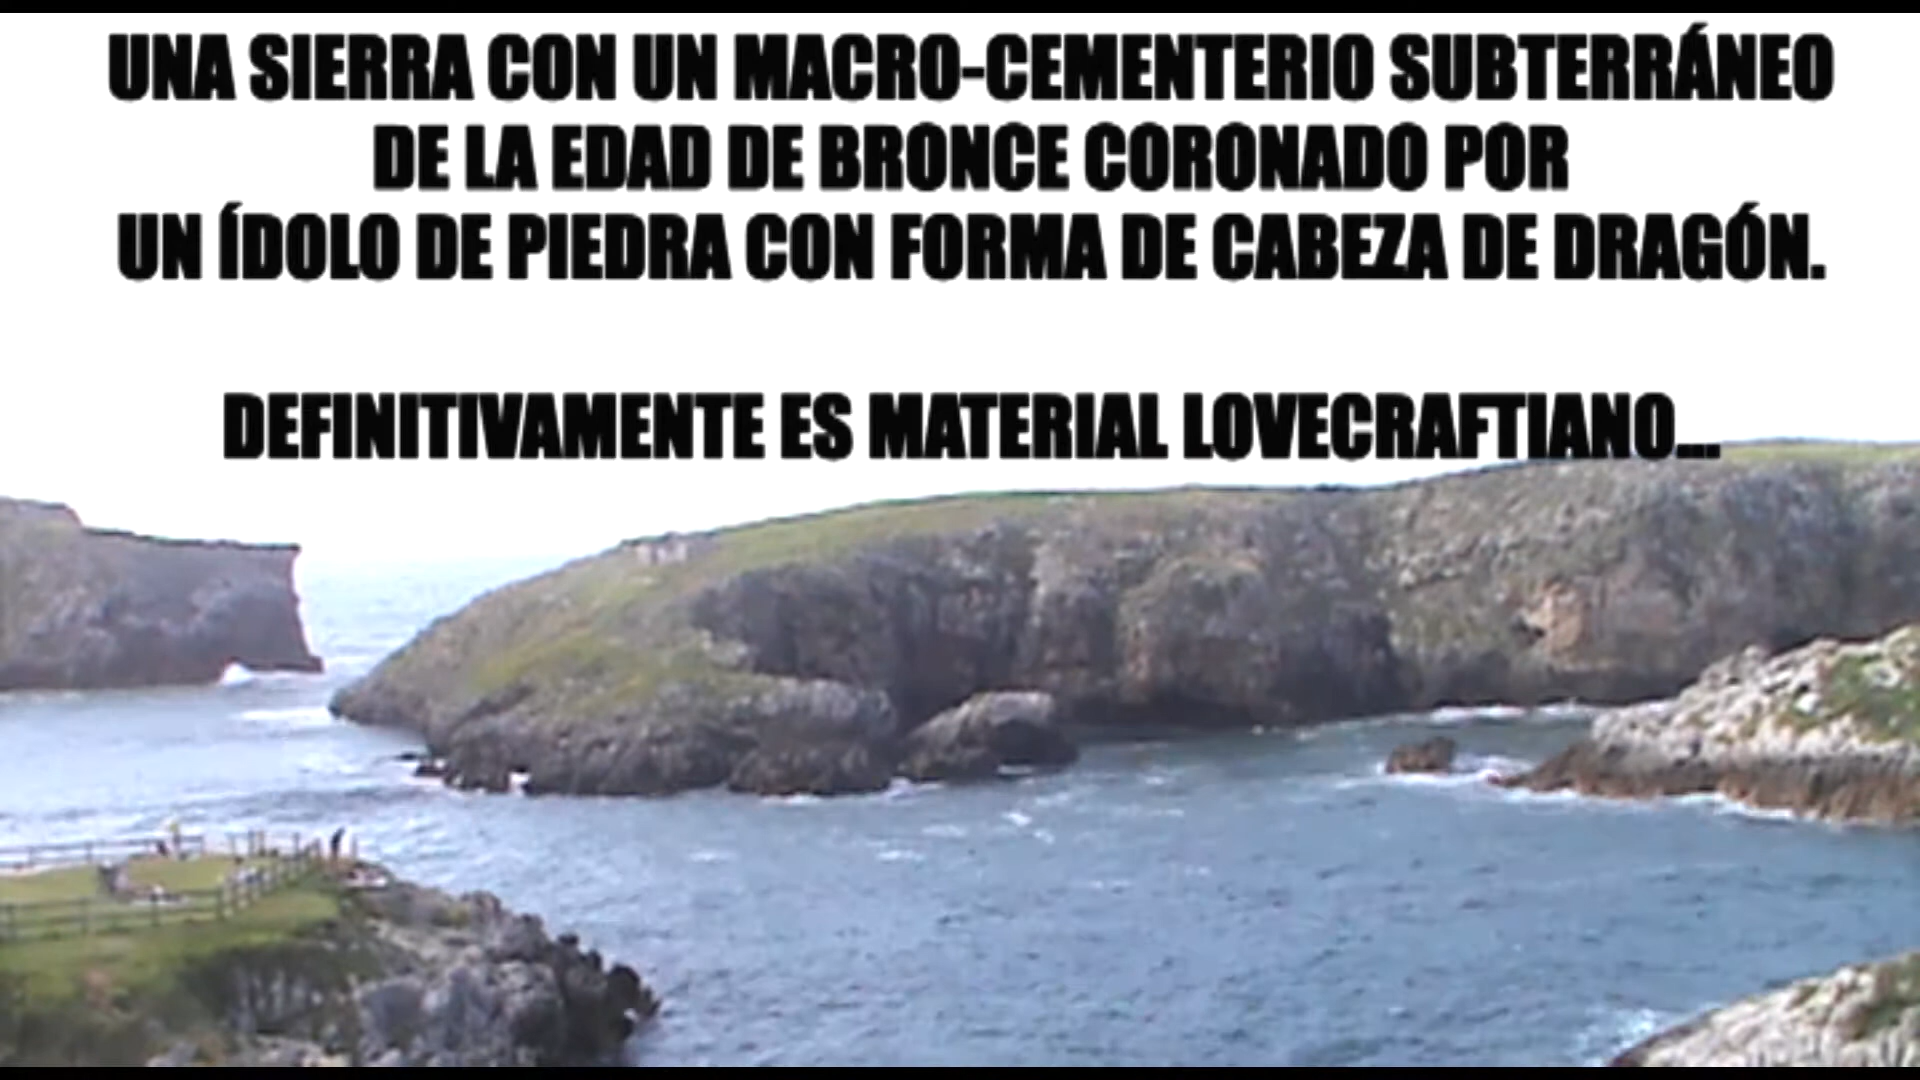 UNA SIERRA CON UN MACRO-CEMENTERIO SUBTERRÁNEO
DE LA EDAD DE BRONCE CORONADO POR
UN ÍDOLO DE PIEDRA CON FORMA DE CABEZA DE DRAGÓN.
DEFINITIVAMENTE ES MATERIAL LOVECRAFTIANO...